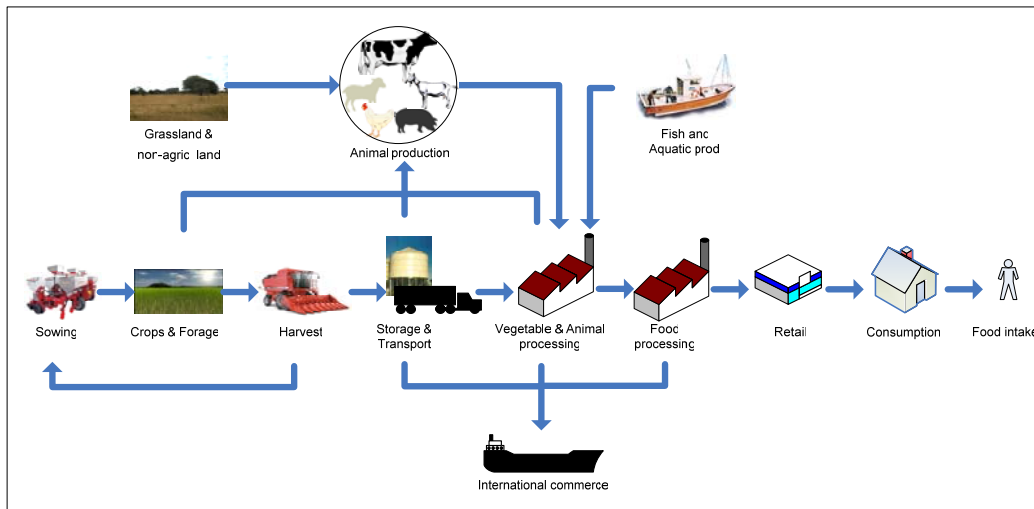 Grassland &
non-agric land
Animal production
Fish and
Aquatic prod
Sowing
Crops & Forage
Harvest
Storage &
Transport
Vegetable & Animal
processing
Food
processing
Retail
Consumption
Food intake
International commerce